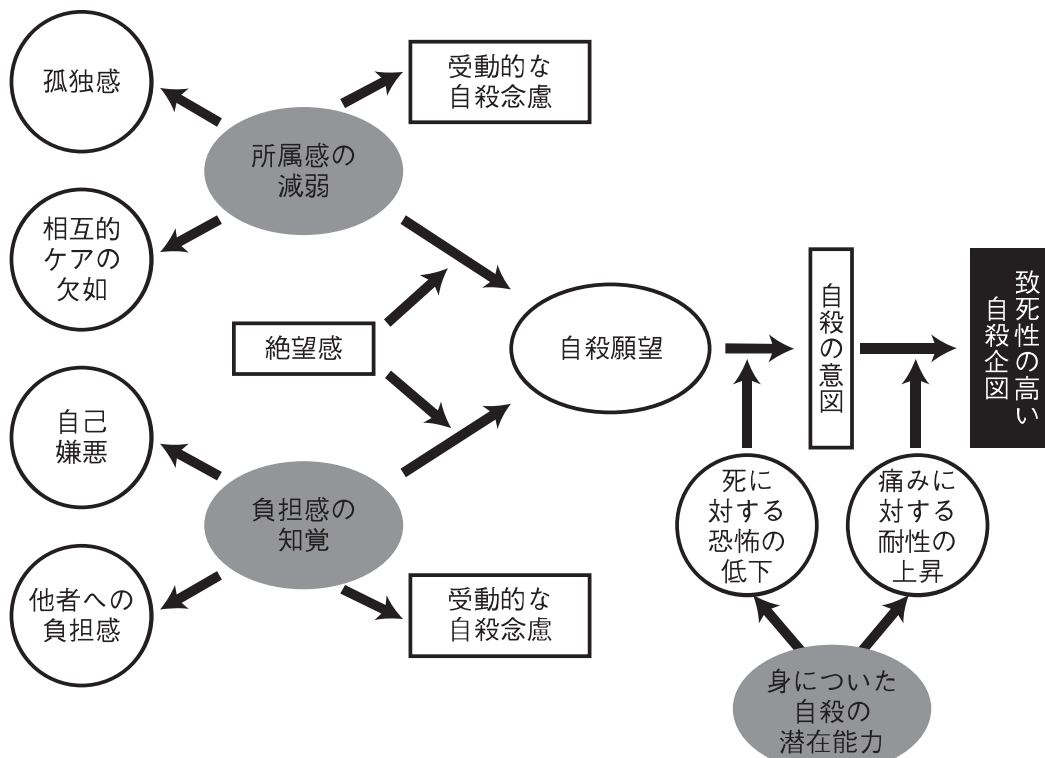 孤独感
受動的な
自殺念慮
所属感の
減弱
相互的
ケアの
欠如
絶望感
自殺願望
自殺の意図
致死性の高い
自殺企図
自己
嫌悪
負担感の
知覚
死に
対する
恐怖の
低下
痛みに
対する
耐性の
上昇
他者への
負担感
受動的な
自殺念慮
身についた
自殺の
潜在能力